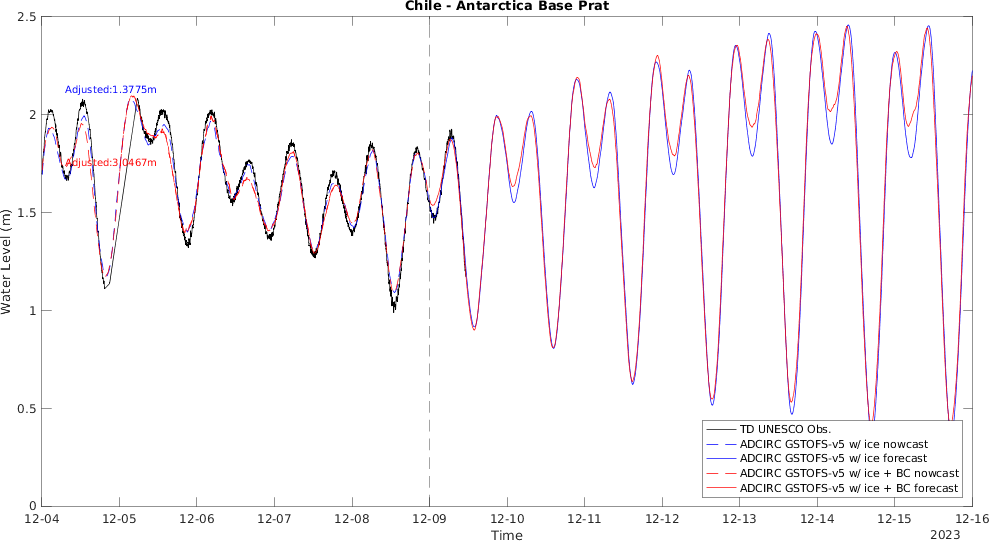 Chile - Antarctica Base Prat
2.5
2
1.5
1
0.5
0
Water Level (m)
Adjusted:1.3775m
Adjusted:3.0467m
TD UNESCO Obs.
ADCIRC GSTOFS-v5 w/ ice nowcast
ADCIRC GSTOFS-v5 w/ ice forecast
ADCIRC GSTOFS-v5 w/ ice + BC nowcast
ADCIRC GSTOFS-v5 w/ ice + BC forecast
12-04 12-05 12-06 12-07 12-08 12-09 12-10 12-11 12-12 12-13 12-14 12-15 12-16
Time
2023